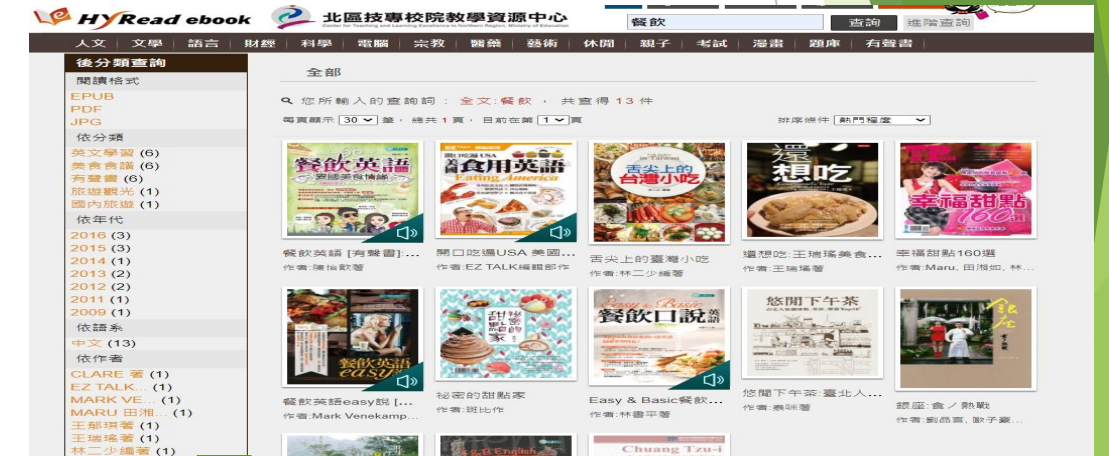 HyRead ebook
北區技專校院教學資源中心
Center for Teaching and Learning Resources in Northern Region, Ministry of Education
餐飲
查詢
進階查詢
人文 | 文學 | 語言 | 財經 | 科學 | 電腦 | 宗教 | 醫藥 | 藝術 | 休閒 | 親子 | 考試 | 漫畫 | 題庫 | 有聲書 |
後分類查詢
閱讀格式
EPUB
PDF
JPG
依分類
英文學習 (6)
美食食譜 (6)
有聲書 (6)
旅遊觀光 (1)
國內旅遊 (1)
依年代
2016 (3)
2015 (3)
2014 (1)
2013 (2)
2012 (2)
2011 (1)
2009 (1)
依語系
中文 (13)
依作者
CLARE 著 (1)
EZ TALK... (1)
MARK VE... (1)
MARU 田湘... (1)
王郁琪著 (1)
王瑞瑤著 (1)
林二少編著 (1)
全部
您所輸入的查詢詞 : 全文:餐飲 , 共查得 13 件
每頁顯示 30 筆, 總共 1 頁, 目前在第 1 頁
排序條件 熱門程度
餐飲英語
食用英語
Eating America
舌尖上的
台灣小吃
還想吃
幸福甜點
160選
餐飲英語 [有聲書]:...
作者:陳怡歆著
開口吃遍USA 美國...
作者:EZ TALK編輯部作
舌尖上的臺灣小吃
作者:林二少編著
還想吃:王瑞瑤美食...
作者:王瑞瑤著
幸福甜點160選
作者:Maru, 田湘如, 林...
餐飲英語
easy說
祕密的
甜點家
Easy & Basic
餐飲口說英語
悠閒下午茶
銀座
餐飲英語easy說 [...
作者:Mark Venekamp...
祕密的甜點家
作者:斑比作
Easy & Basic餐飲...
作者:林書平著
悠閒下午茶:臺北人...
銀座:食/熱戰
Chuang Tzu-i